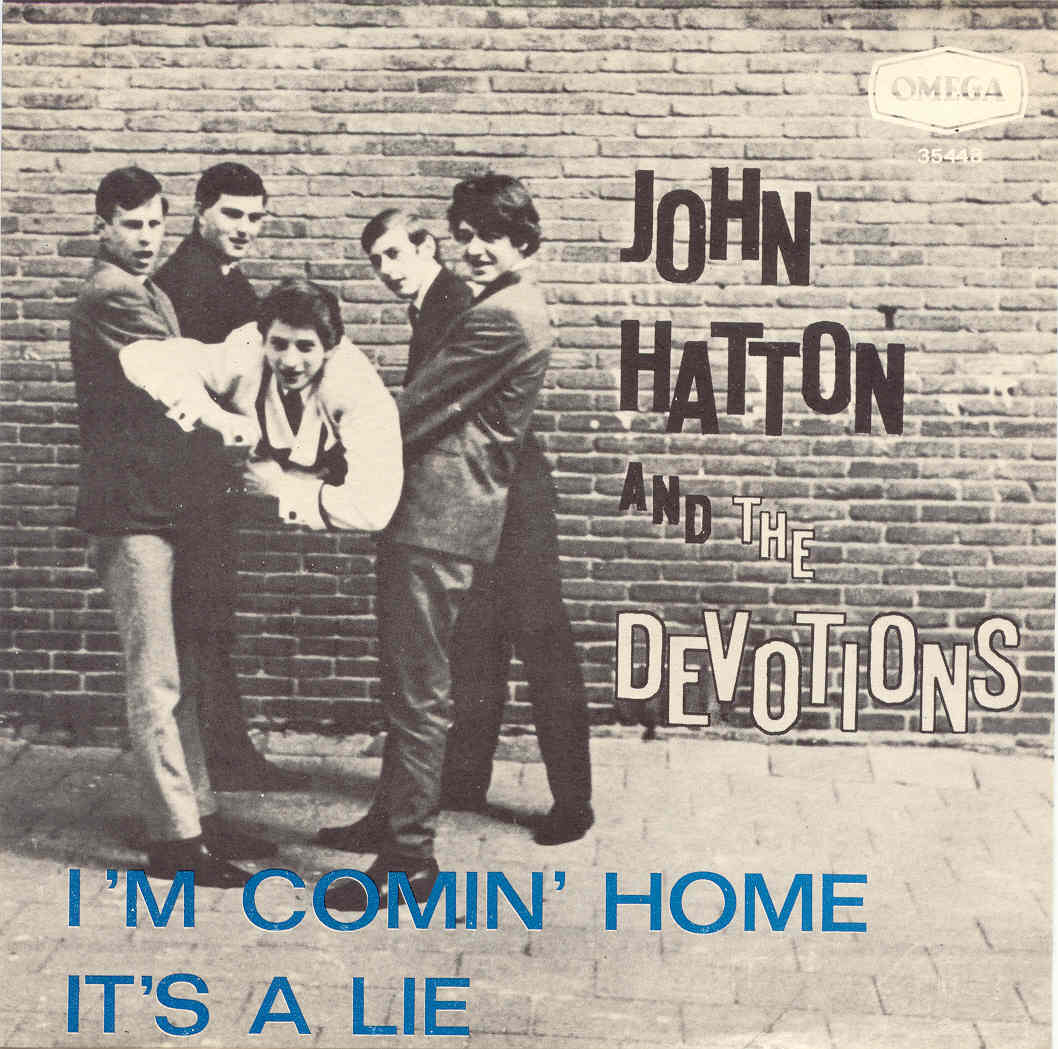 OMEGA
35448
JOHN
HATTON
AND THE
DEVOTIONS
I'M COMIN' HOME
IT'S A LIE